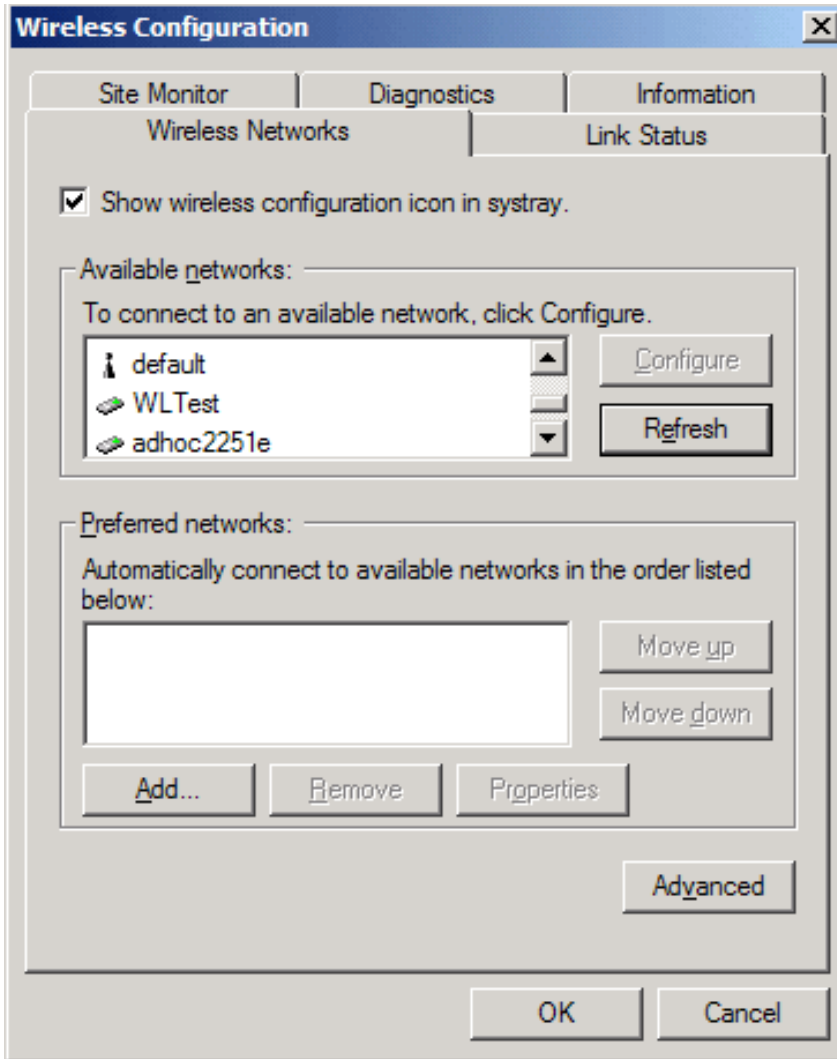 Wireless Configuration
Site Monitor
Diagnostics
Information
Wireless Networks
Link Status
Show wireless configuration icon in systray.
Available networks:
To connect to an available network, click Configure.
default
WLTest
adhoc2251e
Configure
Refresh
Preferred networks:
Automatically connect to available networks in the order listed
below:
Move up
Move down
Add...
Remove
Properties
Advanced
OK
Cancel